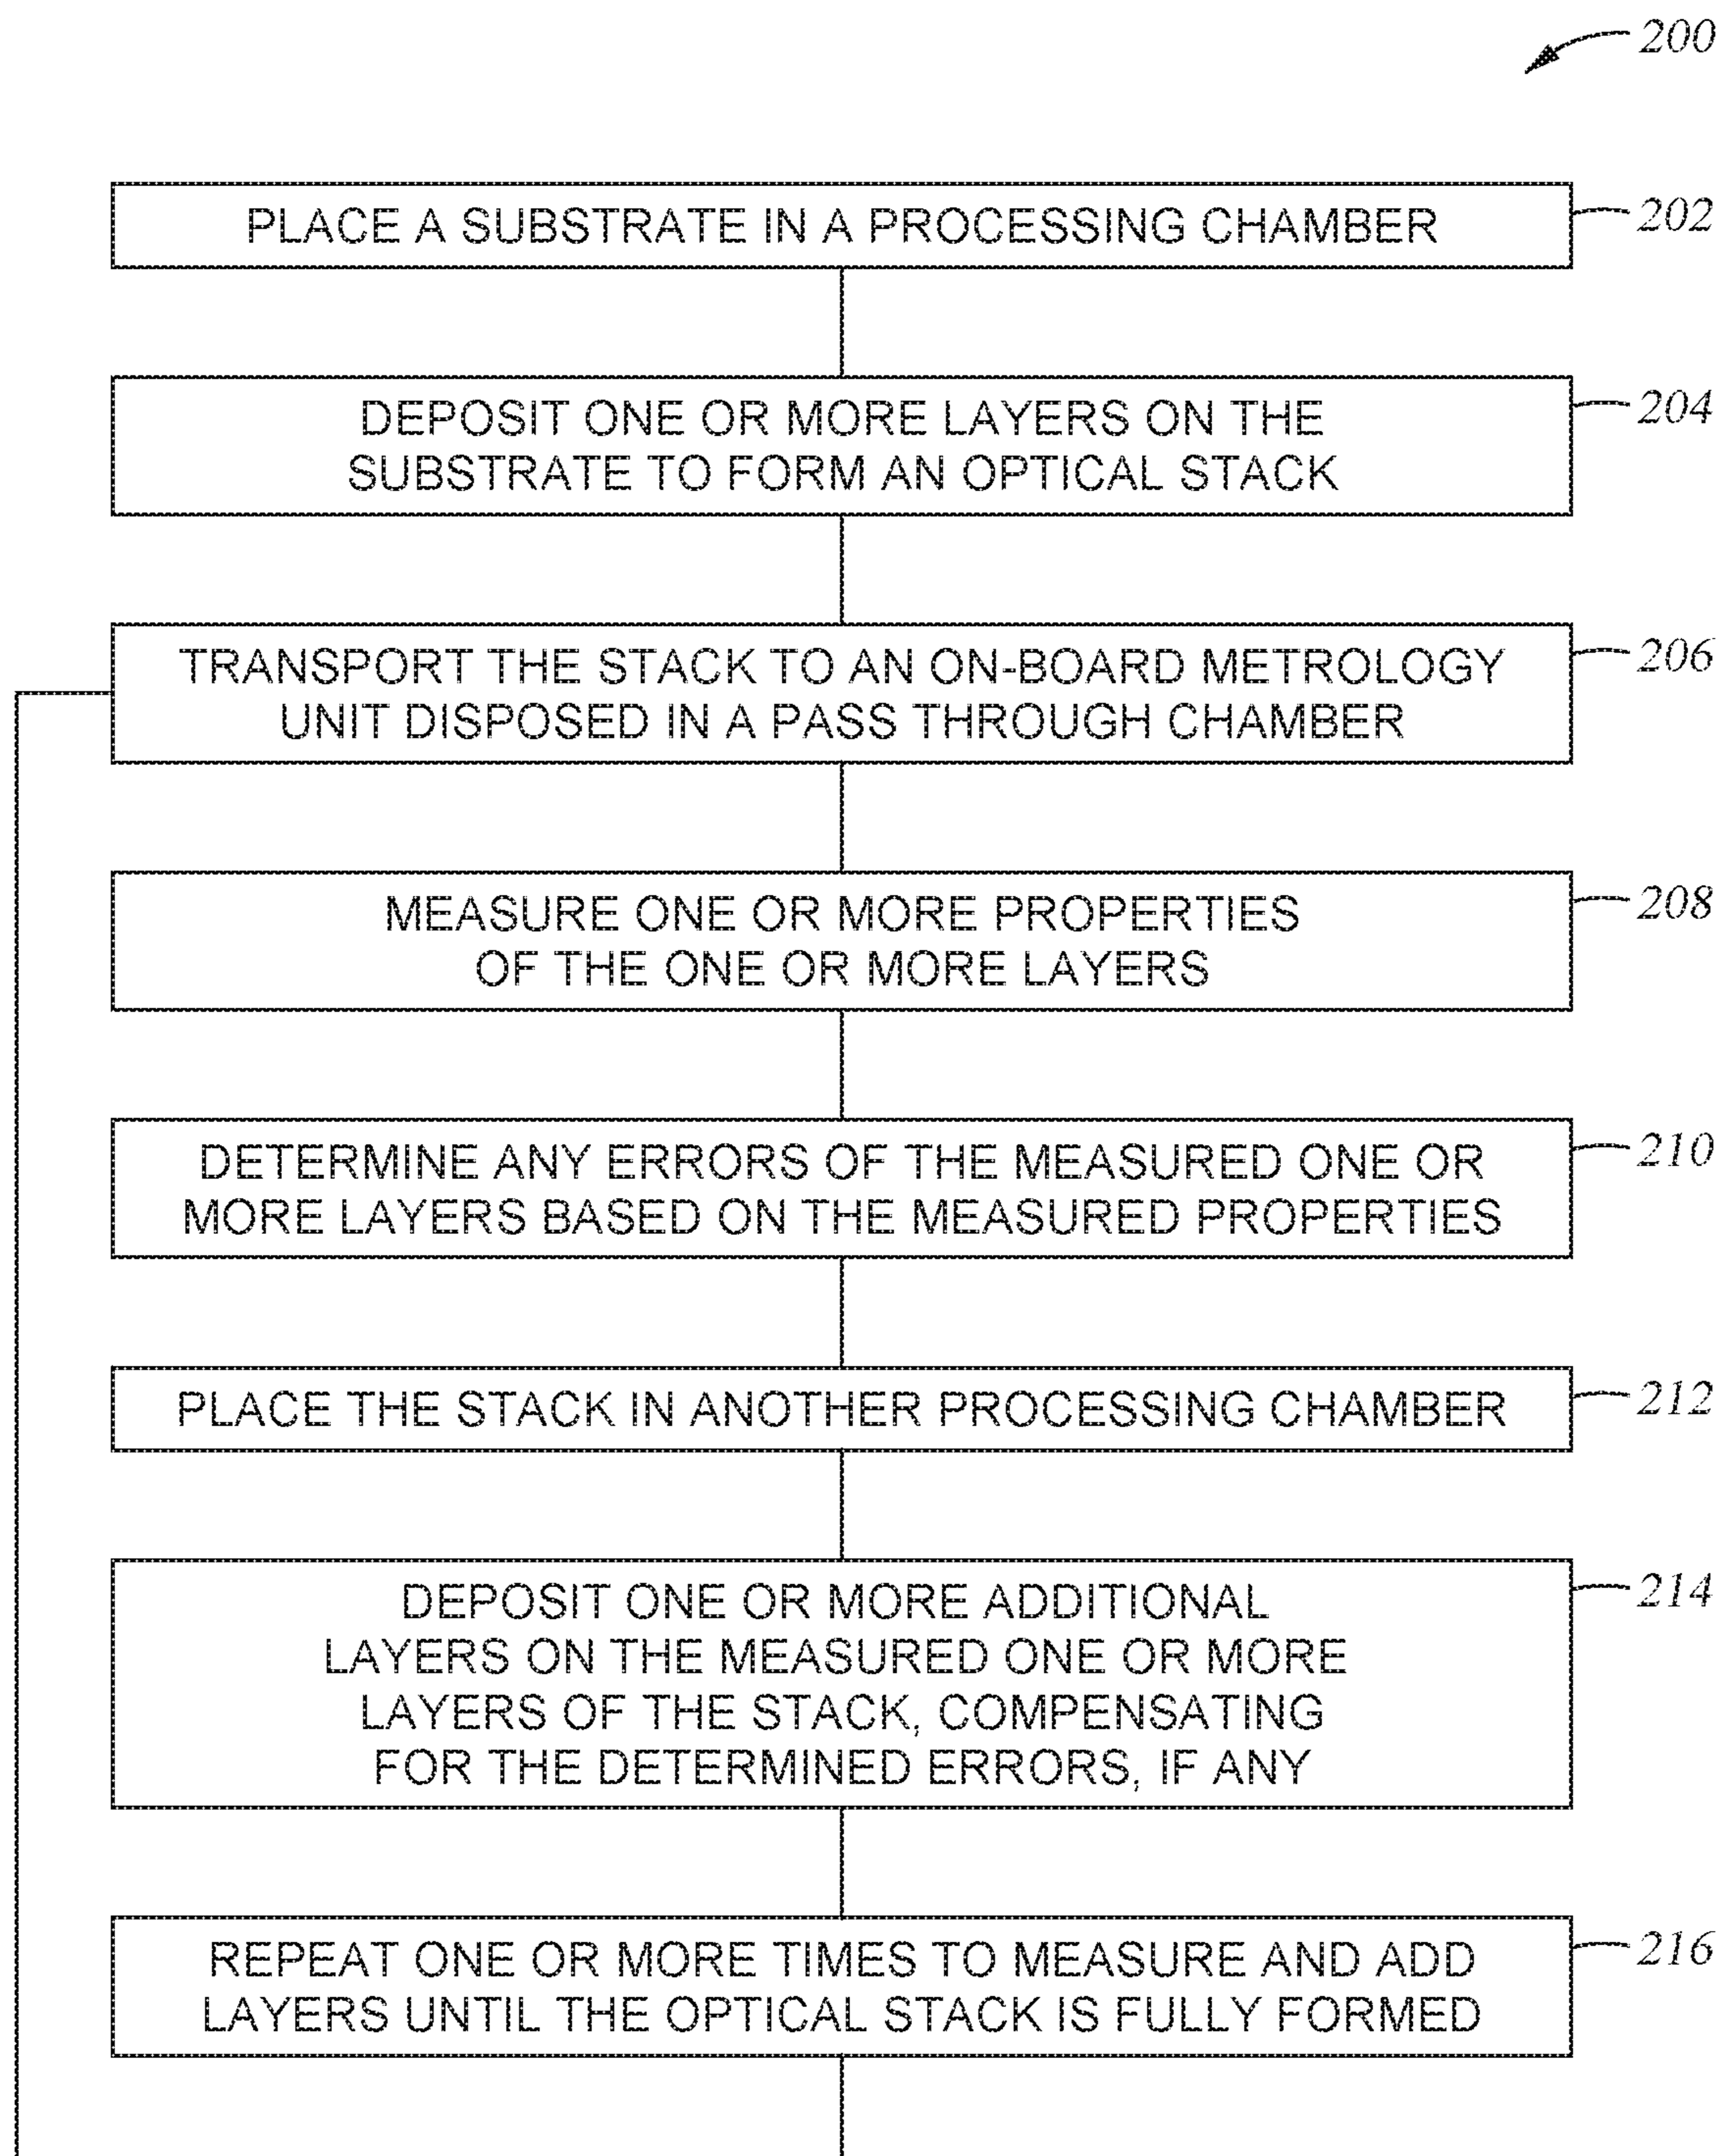 200
PLACE A SUBSTRATE IN A PROCESSING CHAMBER
202
DEPOSIT ONE OR MORE LAYERS ON THE
SUBSTRATE TO FORM AN OPTICAL STACK
204
TRANSPORT THE STACK TO AN ON-BOARD METROLOGY
UNIT DISPOSED IN A PASS THROUGH CHAMBER
206
MEASURE ONE OR MORE PROPERTIES
OF THE ONE OR MORE LAYERS
208
DETERMINE ANY ERRORS OF THE MEASURED ONE OR
MORE LAYERS BASED ON THE MEASURED PROPERTIES
210
PLACE THE STACK IN ANOTHER PROCESSING CHAMBER
212
DEPOSIT ONE OR MORE ADDITIONAL
LAYERS ON THE MEASURED ONE OR MORE
LAYERS OF THE STACK, COMPENSATING
FOR THE DETERMINED ERRORS, IF ANY
214
REPEAT ONE OR MORE TIMES TO MEASURE AND ADD
LAYERS UNTIL THE OPTICAL STACK IS FULLY FORMED
216